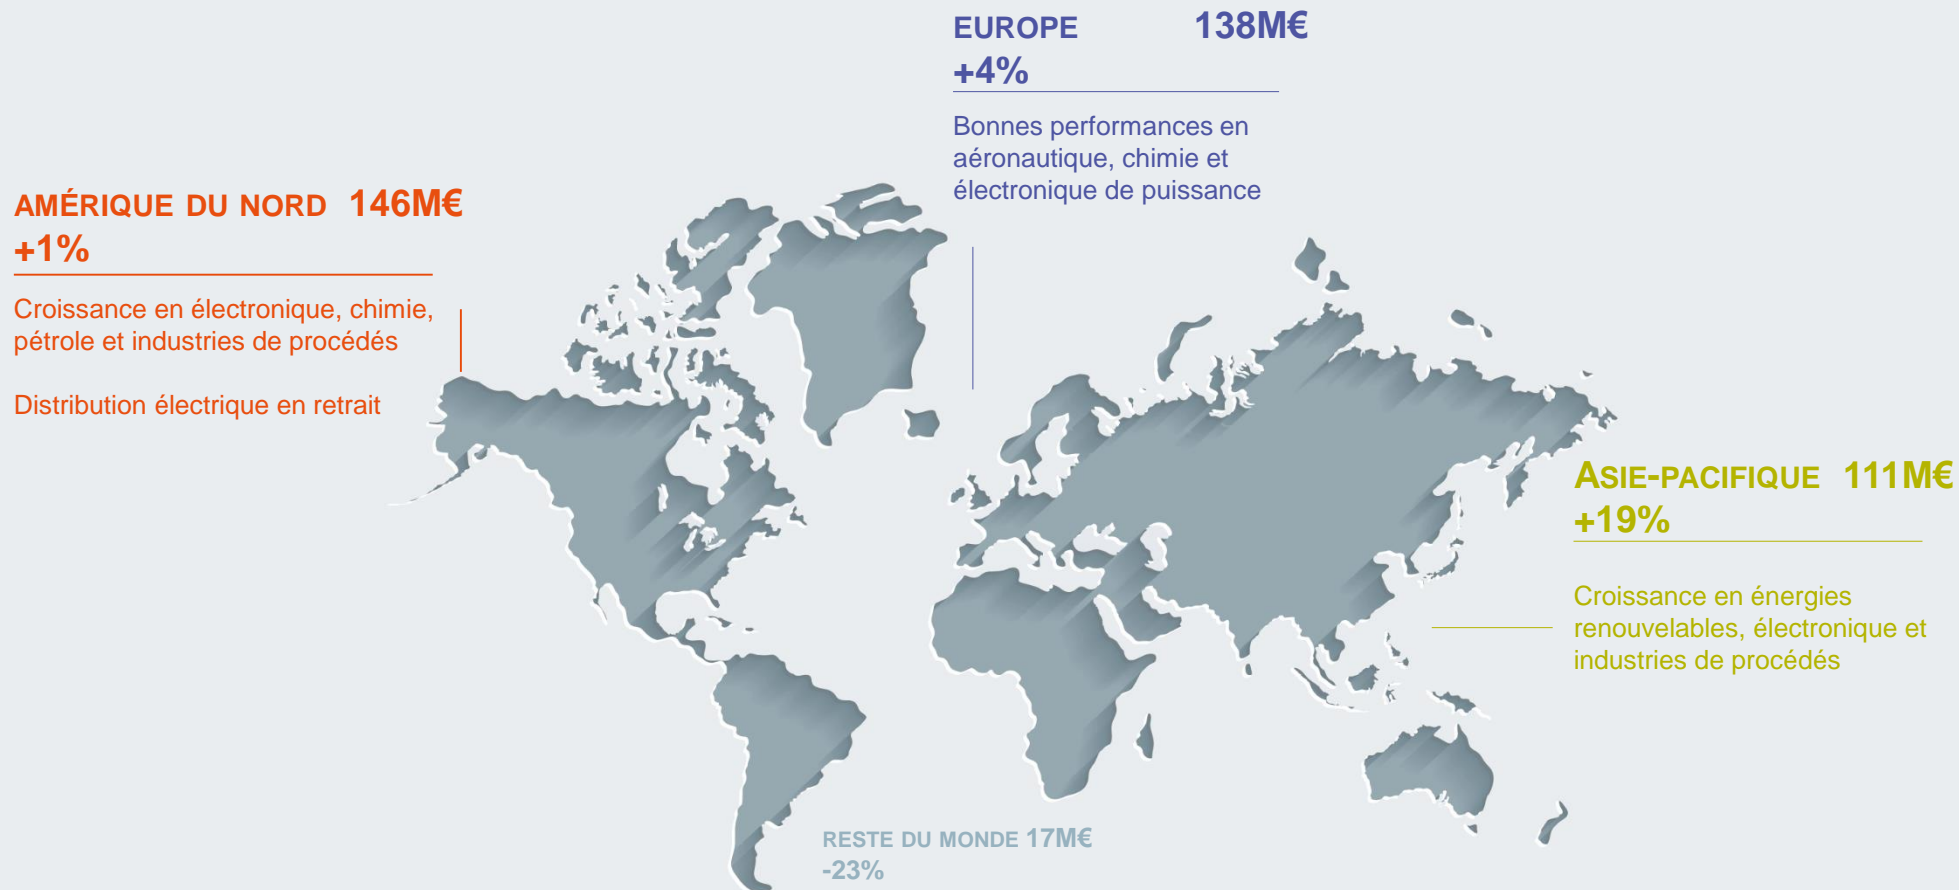 EUROPE 138M€
+4%
Bonnes performances en
aéronautique, chimie et
électronique de puissance
AMÉRIQUE DU NORD 146M€
+1%
Croissance en électronique, chimie,
pétrole et industries de procédés
Distribution électrique en retrait
ASIE-PACIFIQUE 111M€
+19%
Croissance en énergies
renouvelables, électronique et
industries de procédés
RESTE DU MONDE 17M€
-23%